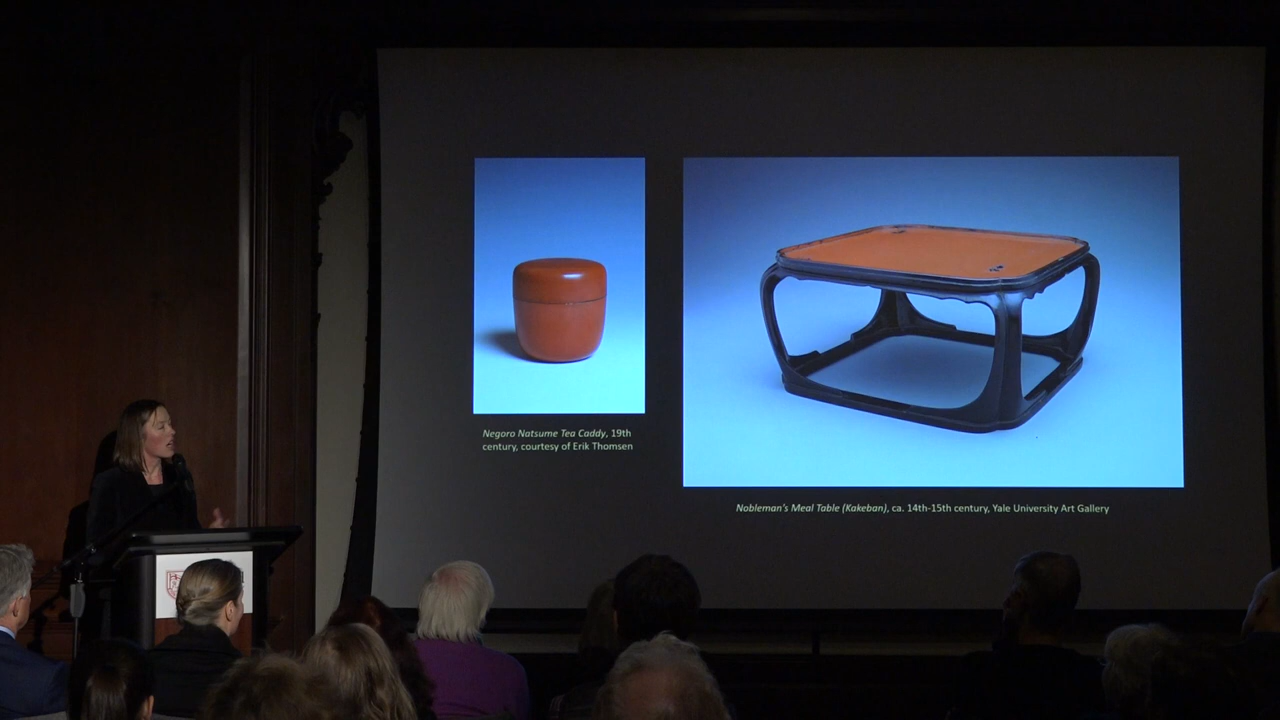 Negoro Natsume Tea Caddy, 19th
century, courtesy of Erik Thomsen
Nobleman's Meal Table (Kakeban), ca. 14th-15th century, Yale University Art Gallery